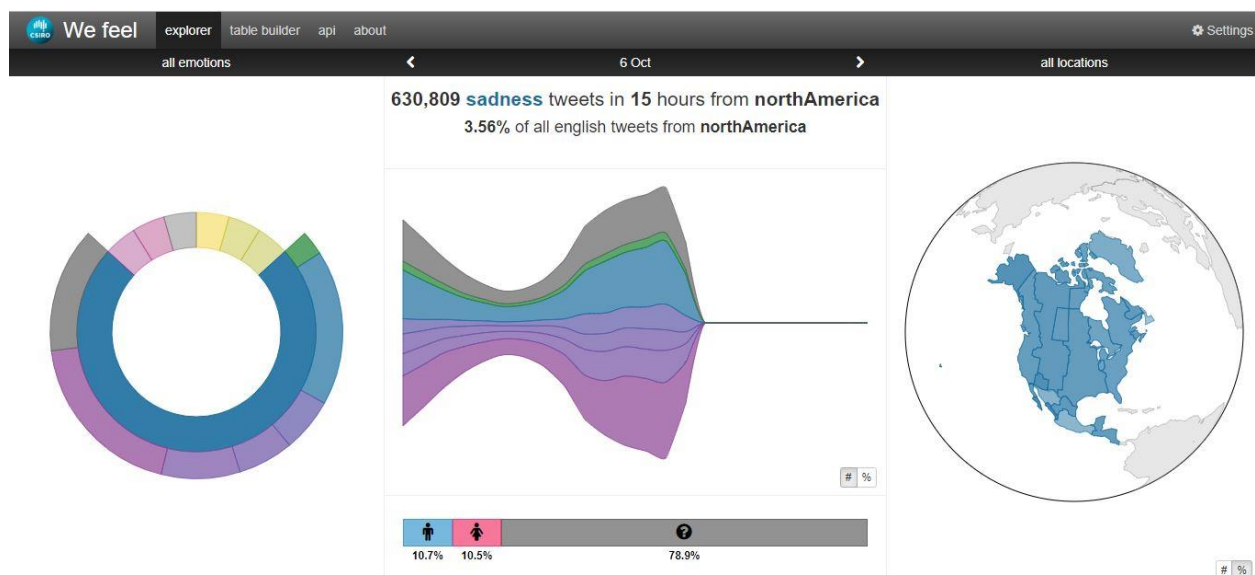 CSIRO We feel explorer table builder api about Settings
all emotions 6 Oct all locations
630,809 sadness tweets in 15 hours from northAmerica
3.56% of all english tweets from northAmerica
# %
?
10.7% 10.5% 78.9%
# %